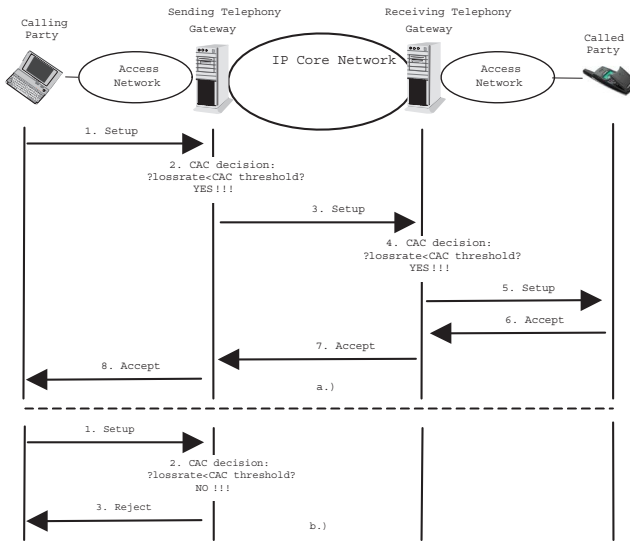 Calling
Party
Sending Telephony
Gateway
Receiving Telephony
Gateway
Called
Party
Access
Network
IP Core Network
Access
Network
1. Setup
2. CAC decision:
?lossrate<CAC threshold?
YES!!!
3. Setup
4. CAC decision:
?lossrate<CAC threshold?
YES!!!
5. Setup
6. Accept
7. Accept
8. Accept
a.)
1. Setup
2. CAC decision:
?lossrate<CAC threshold?
NO !!!
3. Reject
b.)